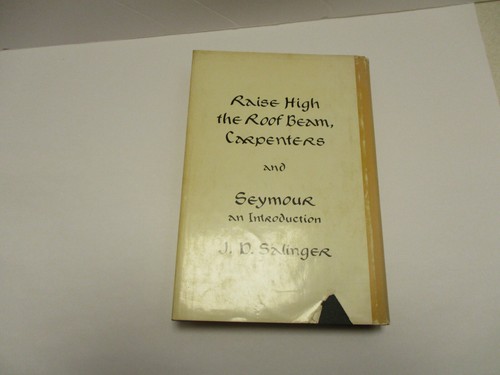 Raise High
the Roof Beam,
Carpenters
and
Seymour
an Introduction
J. D. Salinger